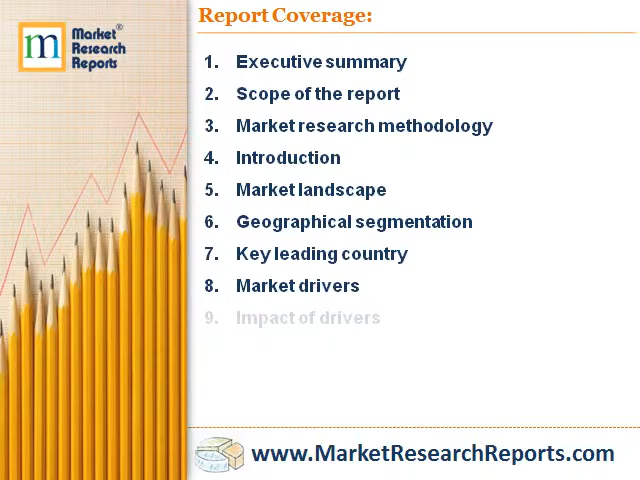 m
Market®
Research
Reports
Report Coverage:
1. Executive summary
2. Scope of the report
3. Market research methodology
4. Introduction
5. Market landscape
6. Geographical segmentation
7. Key leading country
8. Market drivers
9. Impact of drivers
www.MarketResearchReports.com